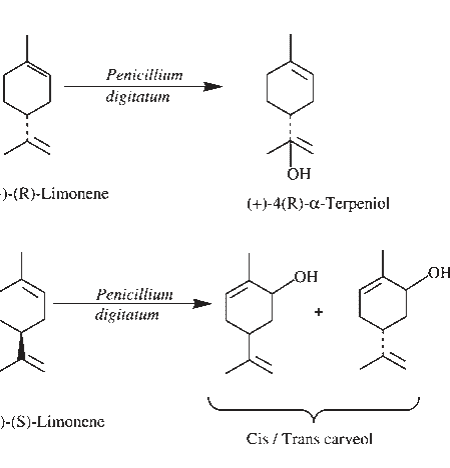 Penicillium
digitatum
OH
)-(R)-Limonene
(+)-4(R)-α-Terpeniol
OH
OH
Penicillium
digitatum
+
)-(S)-Limonene
Cis / Trans carveol